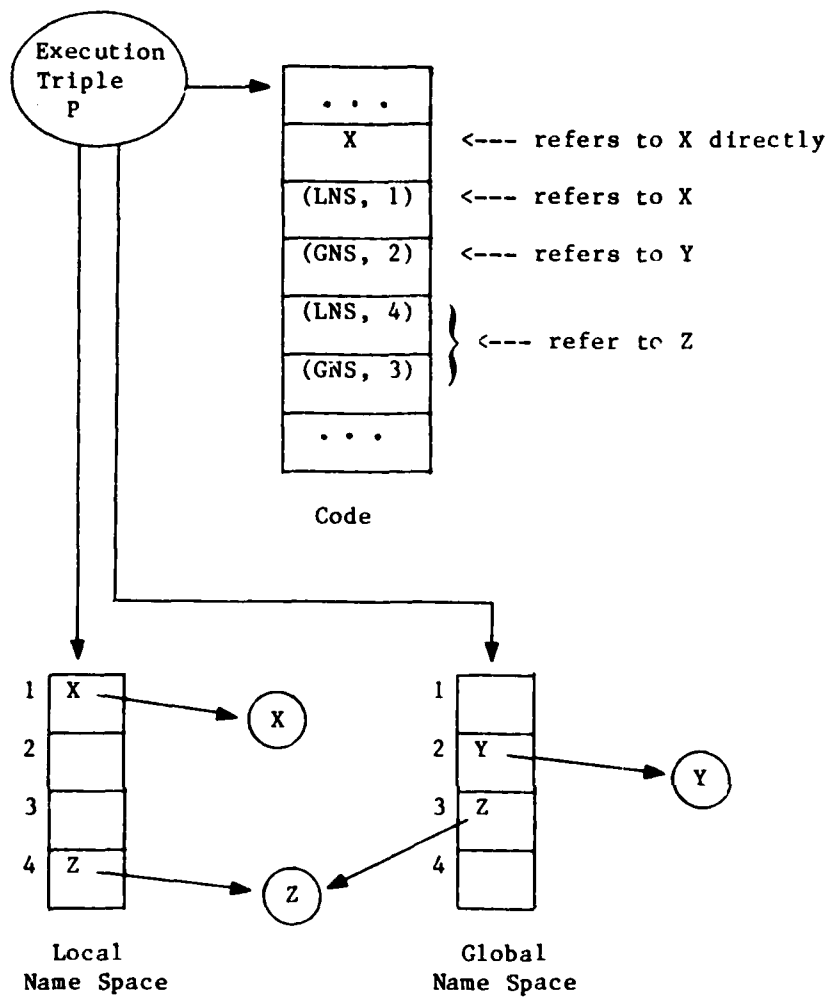 Execution
Triple
P
. . .
X <--- refers to X directly
(LNS, 1) <--- refers to X
(GNS, 2) <--- refers to Y
(LNS, 4)
} <--- refer to Z
(GNS, 3)
. . .
Code
1 X
X
2
3
4 Z
Z
Local
Name Space
1
2 Y
Y
3 Z
4
Global
Name Space